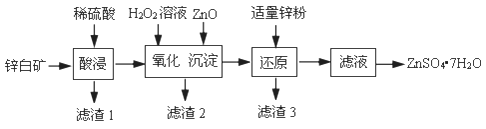 稀硫酸 H₂O₂溶液 ZnO 适量锌粉
锌白矿 酸浸 氧化 沉淀 还原 滤液 ZnSO₄•7H₂O
滤渣1 滤渣2 滤渣3